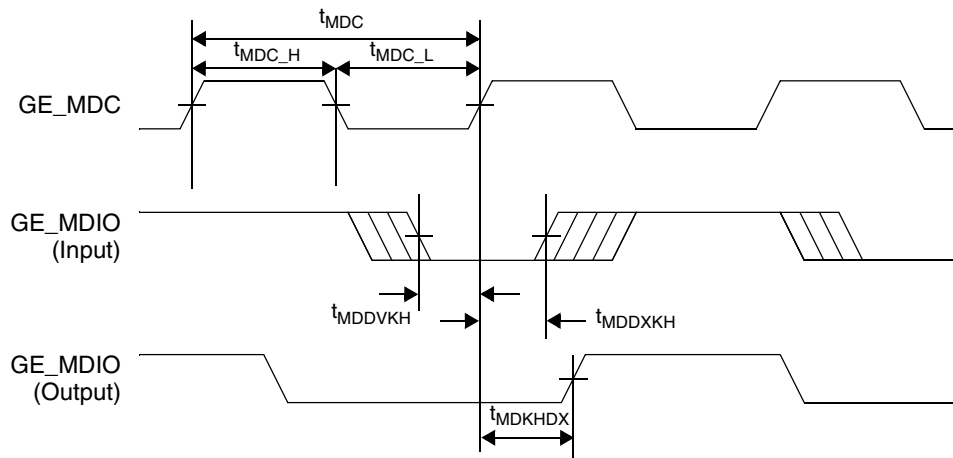 tMDC
tMDC_H
tMDC_L
GE_MDC
GE_MDIO
(Input)
tMDDVKH
tMDDXKH
GE_MDIO
(Output)
tMDKHDX